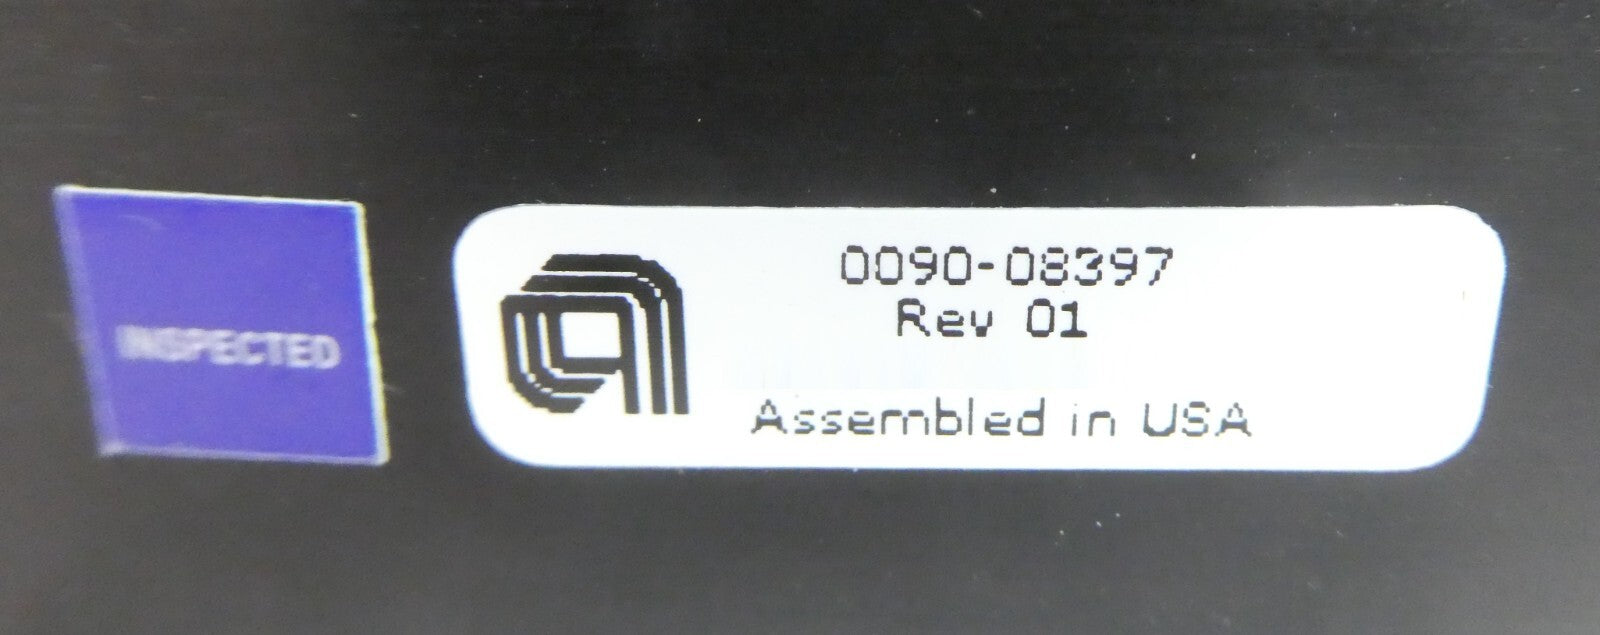 INSPECTED
0090-08397
Rev 01
Assembled in USA